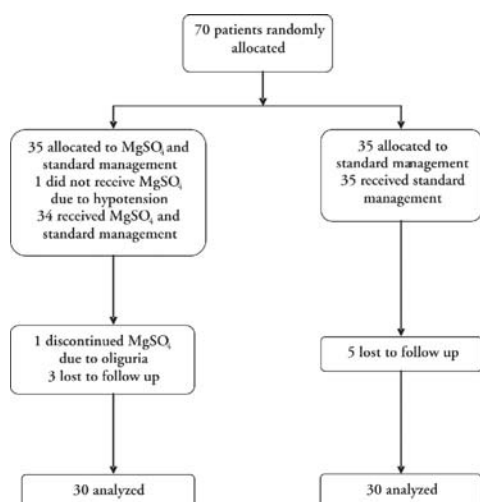 70 patients randomly
allocated
35 allocated to MgSO₄ and
standard management
1 did not receive MgSO₄
due to hypotension
34 received MgSO₄ and
standard management
35 allocated to
standard management
35 received standard
management
1 discontinued MgSO₄
due to oliguria
3 lost to follow up
5 lost to follow up
30 analyzed
30 analyzed